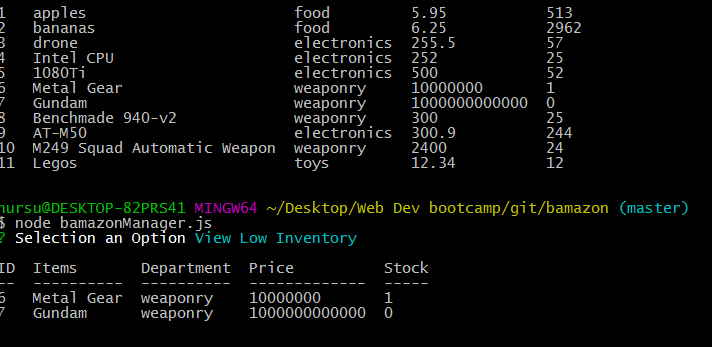 1   apples                       food         5.95           513
2   bananas                      food         6.25           2962
3   drone                        electronics  255.5          57
4   Intel CPU                    electronics  252            25
5   1080Ti                       electronics  500            52
6   Metal Gear                   weaponry     10000000       1
7   Gundam                       weaponry     1000000000000  0
8   Benchmade 940-v2             weaponry     300            25
9   AT-M50                       electronics  300.9          244
10  M249 Squad Automatic Weapon  weaponry     2400           24
11  Legos                        toys         12.34          12
nursu@DESKTOP-82PRS41 MINGW64 ~/Desktop/Web Dev bootcamp/git/bamazon (master)
$ node bamazonManager.js
? Selection an Option View Low Inventory
ID  Items       Department  Price          Stock
--  ----------  ----------  -------------  -----
6   Metal Gear  weaponry    10000000       1
7   Gundam      weaponry    1000000000000  0